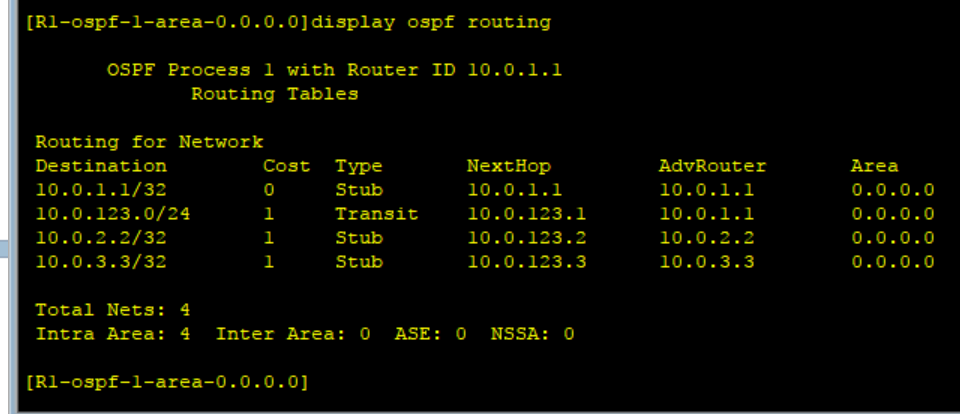 [R1-ospf-1-area-0.0.0.0]display ospf routing
OSPF Process 1 with Router ID 10.0.1.1
Routing Tables
Routing for Network
Destination Cost Type NextHop AdvRouter Area
10.0.1.1/32 0 Stub 10.0.1.1 10.0.1.1 0.0.0.0
10.0.123.0/24 1 Transit 10.0.123.1 10.0.1.1 0.0.0.0
10.0.2.2/32 1 Stub 10.0.123.2 10.0.2.2 0.0.0.0
10.0.3.3/32 1 Stub 10.0.123.3 10.0.3.3 0.0.0.0
Total Nets: 4
Intra Area: 4 Inter Area: 0 ASE: 0 NSSA: 0
[R1-ospf-1-area-0.0.0.0]